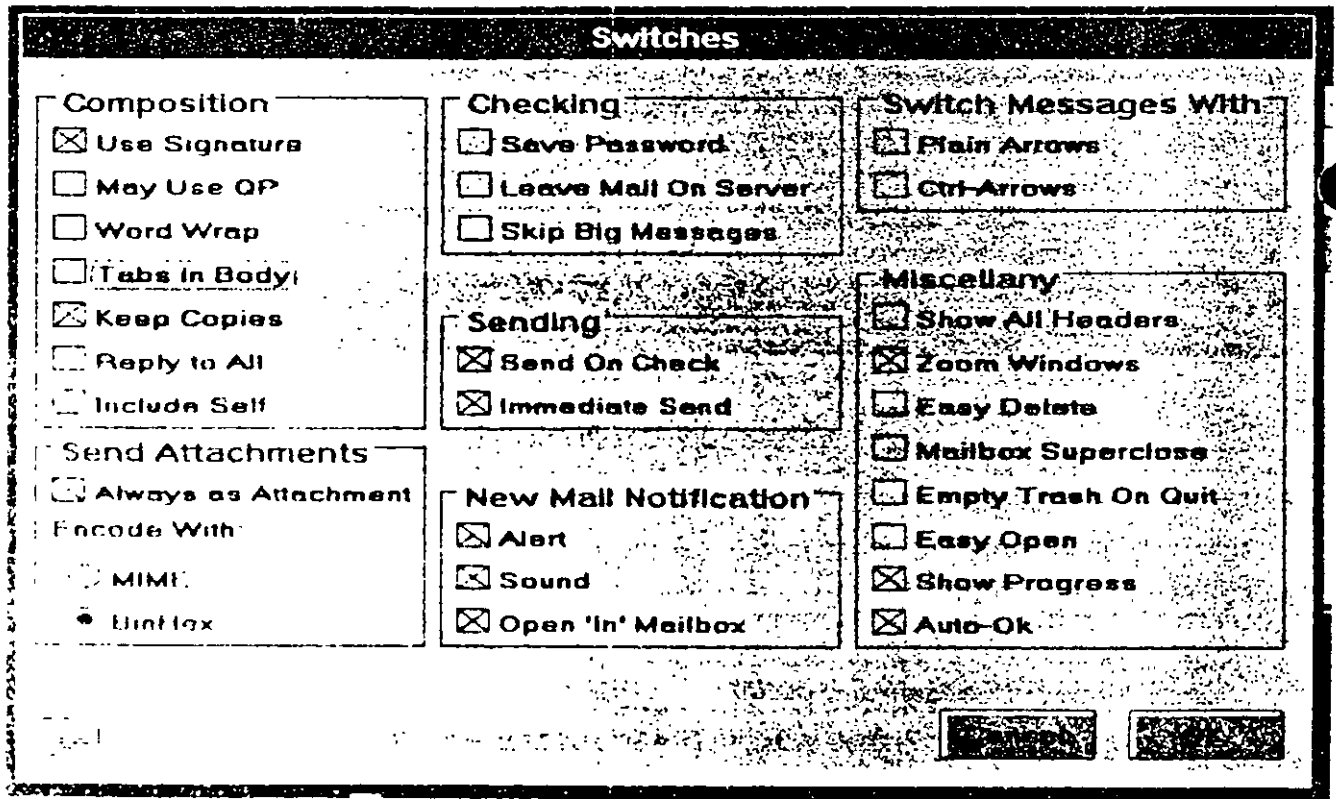 Switches
Composition
Use Signature
May Use QP
Word Wrap
Tabs In Body
Keep Copies
Reply to All
Include Self
Send Attachments
Always as Attachment
Encode With
MIME
BinHex
Checking
Save Password
Leave Mail On Server
Skip Big Messages
Sending
Send On Check
Immediate Send
New Mail Notification
Alert
Sound
Open 'In' Mailbox
Switch Messages With
Plain Arrows
Ctrl-Arrows
Miscellany
Show All Headers
Zoom Windows
Easy Delete
Mailbox Superclose
Empty Trash On Quit
Easy Open
Show Progress
Auto-Ok
Cancel